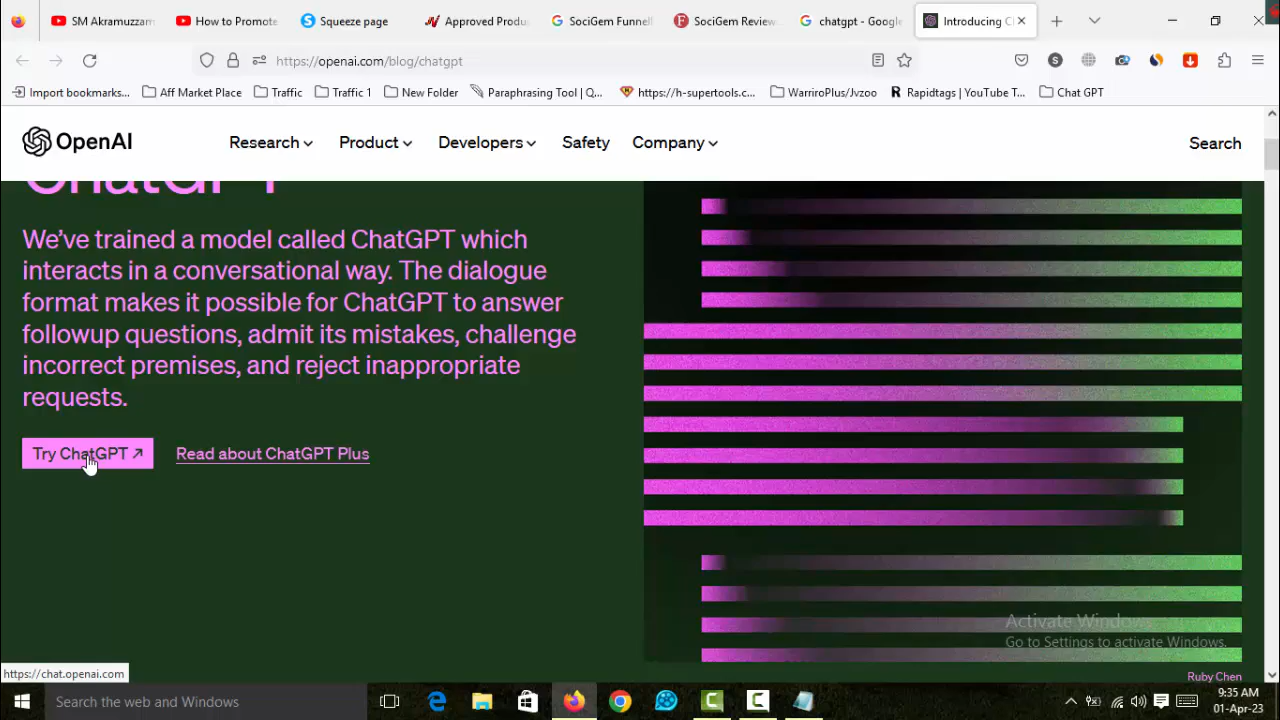 SM Akramuzzam
How to Promote
Squeeze page
Approved Produ
SociGem Funnel
SociGem Review
chatgpt - Google
Introducing Ch
https://openai.com/blog/chatgpt
Import bookmarks...
Aff Market Place
Traffic
Traffic 1
New Folder
Paraphrasing Tool | Q...
https://h-supertools.c...
WarriroPlus/Jvzoo
Rapidtags | YouTube T...
Chat GPT
OpenAI
Research
Product
Developers
Safety
Company
Search
ChatGPT
We've trained a model called ChatGPT which
interacts in a conversational way. The dialogue
format makes it possible for ChatGPT to answer
followup questions, admit its mistakes, challenge
incorrect premises, and reject inappropriate
requests.
Try ChatGPT ↗
Read about ChatGPT Plus
Activate Windows
Go to Settings to activate Windows.
https://chat.openai.com
Ruby Chen
Search the web and Windows
9:35 AM
01-Apr-23